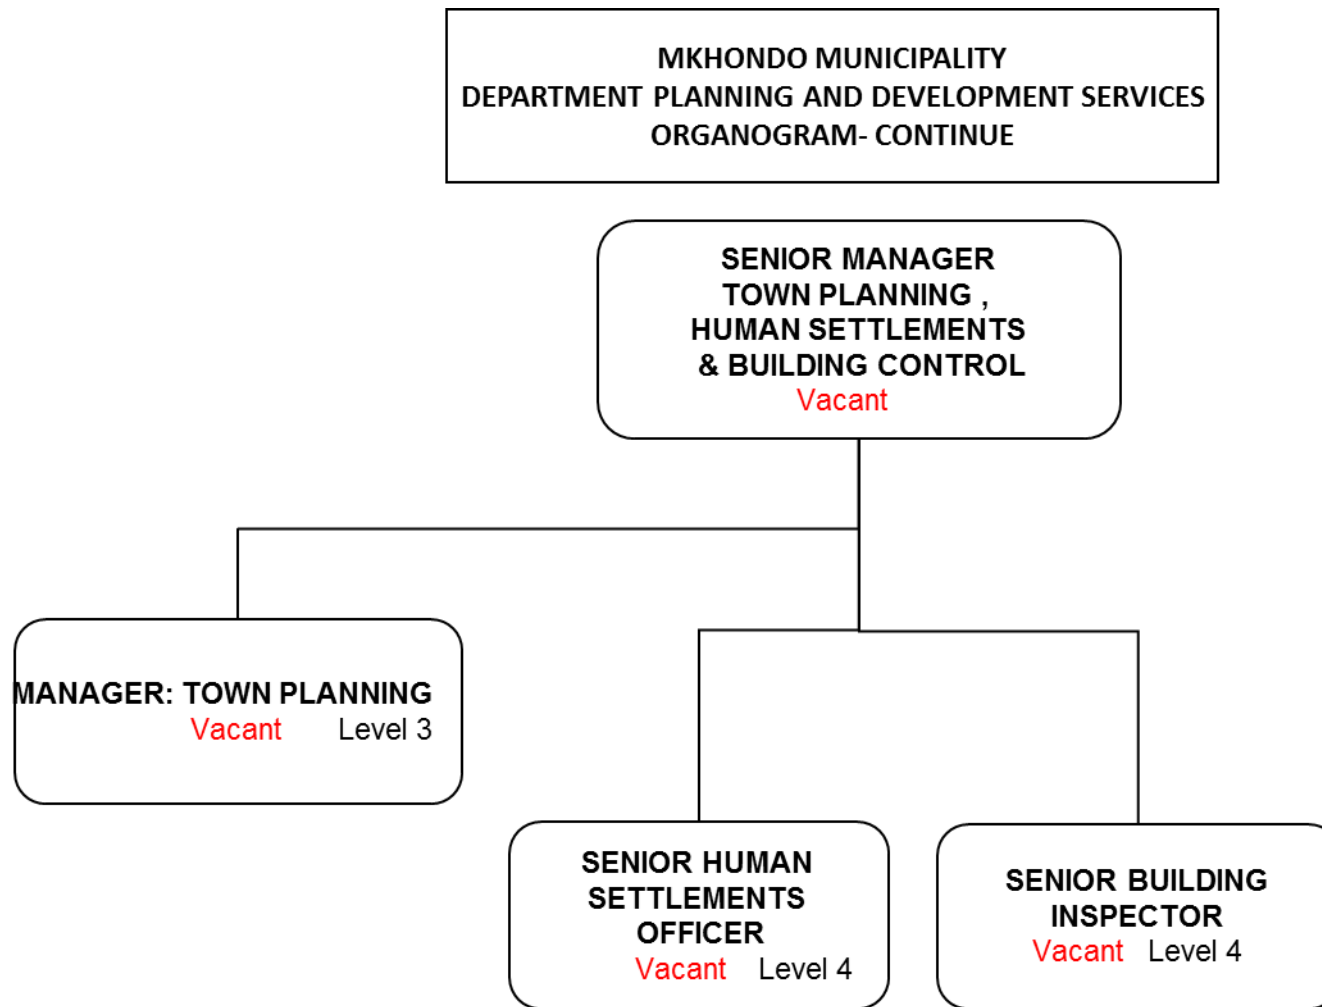 MKHONDO MUNICIPALITY
DEPARTMENT PLANNING AND DEVELOPMENT SERVICES
ORGANOGRAM- CONTINUE
SENIOR MANAGER
TOWN PLANNING ,
HUMAN SETTLEMENTS
& BUILDING CONTROL
Vacant
MANAGER: TOWN PLANNING
Vacant Level 3
SENIOR HUMAN
SETTLEMENTS
OFFICER
Vacant Level 4
SENIOR BUILDING
INSPECTOR
Vacant Level 4